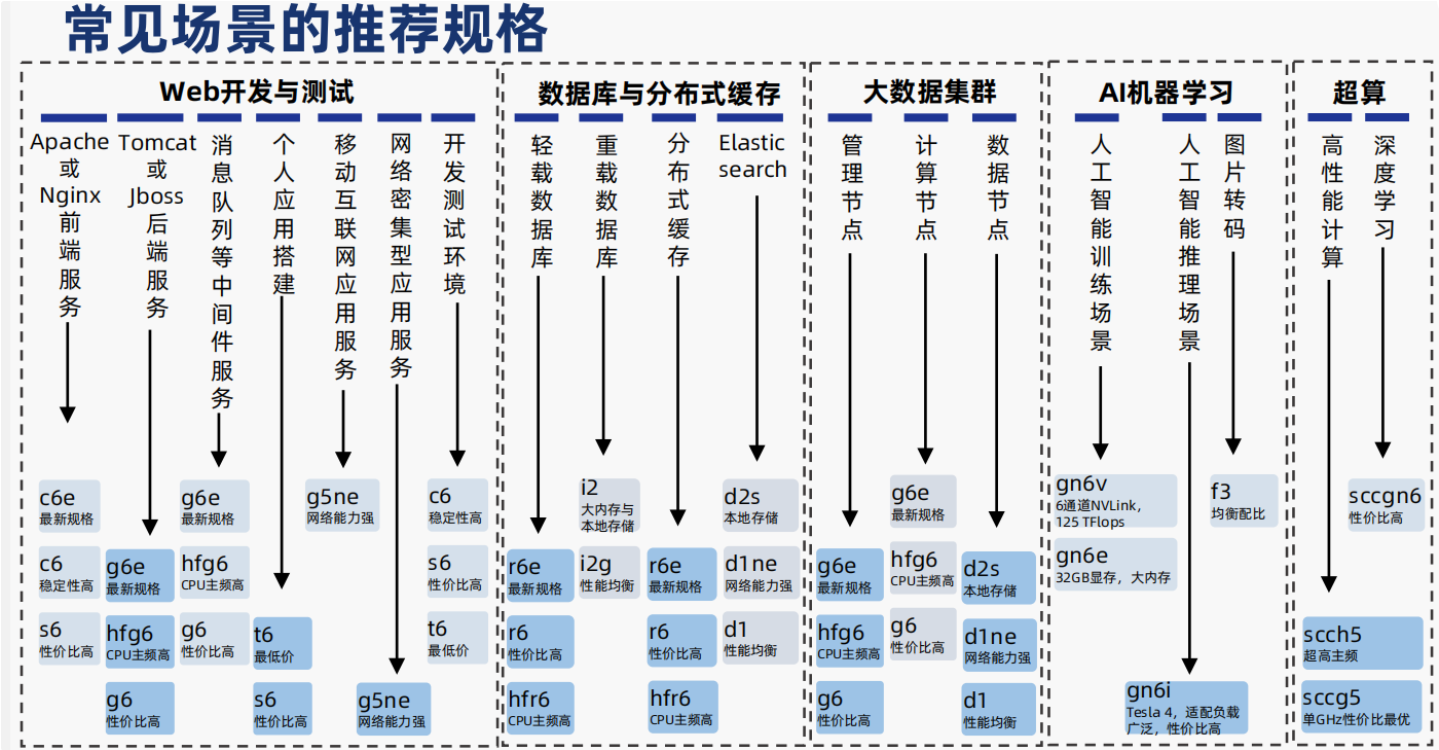 常见场景的推荐规格
Web开发与测试
Apache
或
Nginx
前端服务
Tomcat
或
Jboss
后端服务
消息队列等中间件服务
个人应用搭建
移动互联网应用服务
网络密集型应用服务
开发测试环境
c6e
最新规格
c6
稳定性高
s6
性价比高
g6e
最新规格
hfg6
CPU主频高
g6
性价比高
g6e
最新规格
hfg6
CPU主频高
g6
性价比高
t6
最低价
s6
性价比高
g5ne
网络能力强
g5ne
网络能力强
c6
稳定性高
s6
性价比高
t6
最低价
数据库与分布式缓存
轻载数据库
重载数据库
分布式缓存
Elastic
search
r6e
最新规格
r6
性价比高
hfr6
CPU主频高
i2
大内存与
本地存储
i2g
性能均衡
r6e
最新规格
r6
性价比高
hfr6
CPU主频高
d2s
本地存储
d1ne
网络能力强
d1
性能均衡
大数据集群
管理节点
计算节点
数据节点
g6e
最新规格
hfg6
CPU主频高
g6
性价比高
g6e
最新规格
hfg6
CPU主频高
g6
性价比高
d2s
本地存储
d1ne
网络能力强
d1
性能均衡
AI机器学习
人工智能训练场景
人工智能推理场景
图片转码
gn6v
6通道NVLink,
125 TFlops
gn6e
32GB显存，大内存
gn6i
Tesla 4，适配负载
广泛，性价比高
f3
均衡配比
超算
高性能计算
深度学习
scch5
超高主频
sccg5
单GHz性价比最优
sccgn6
性价比高